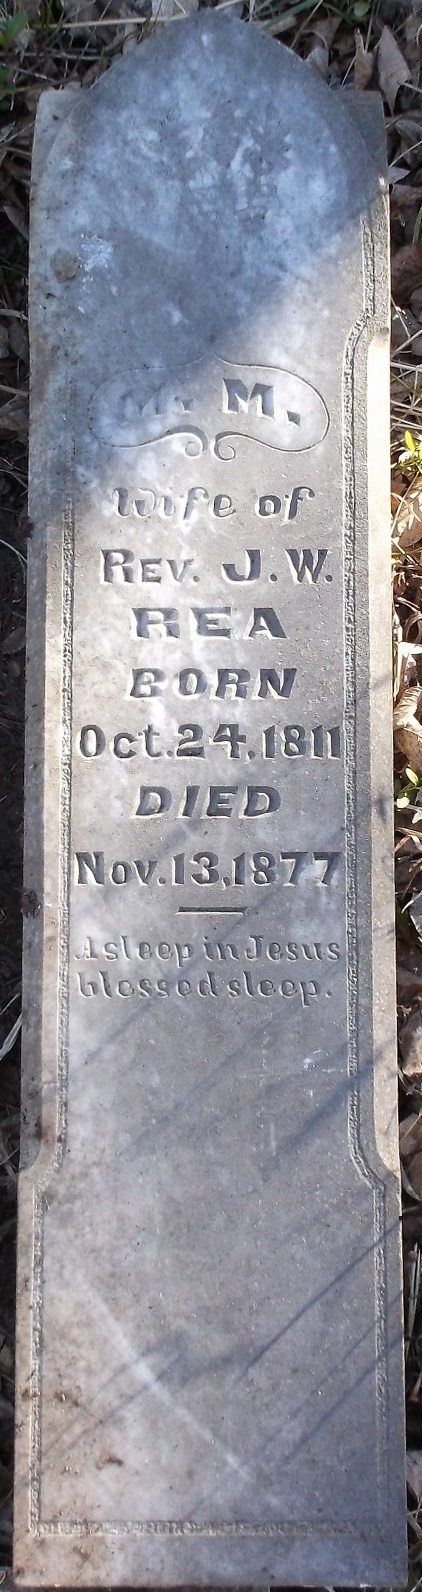 M. M.
Wife of
REV. J. W.
REA
BORN
Oct. 24, 1811
DIED
Nov. 13, 1877
Asleep in Jesus
blessed sleep.